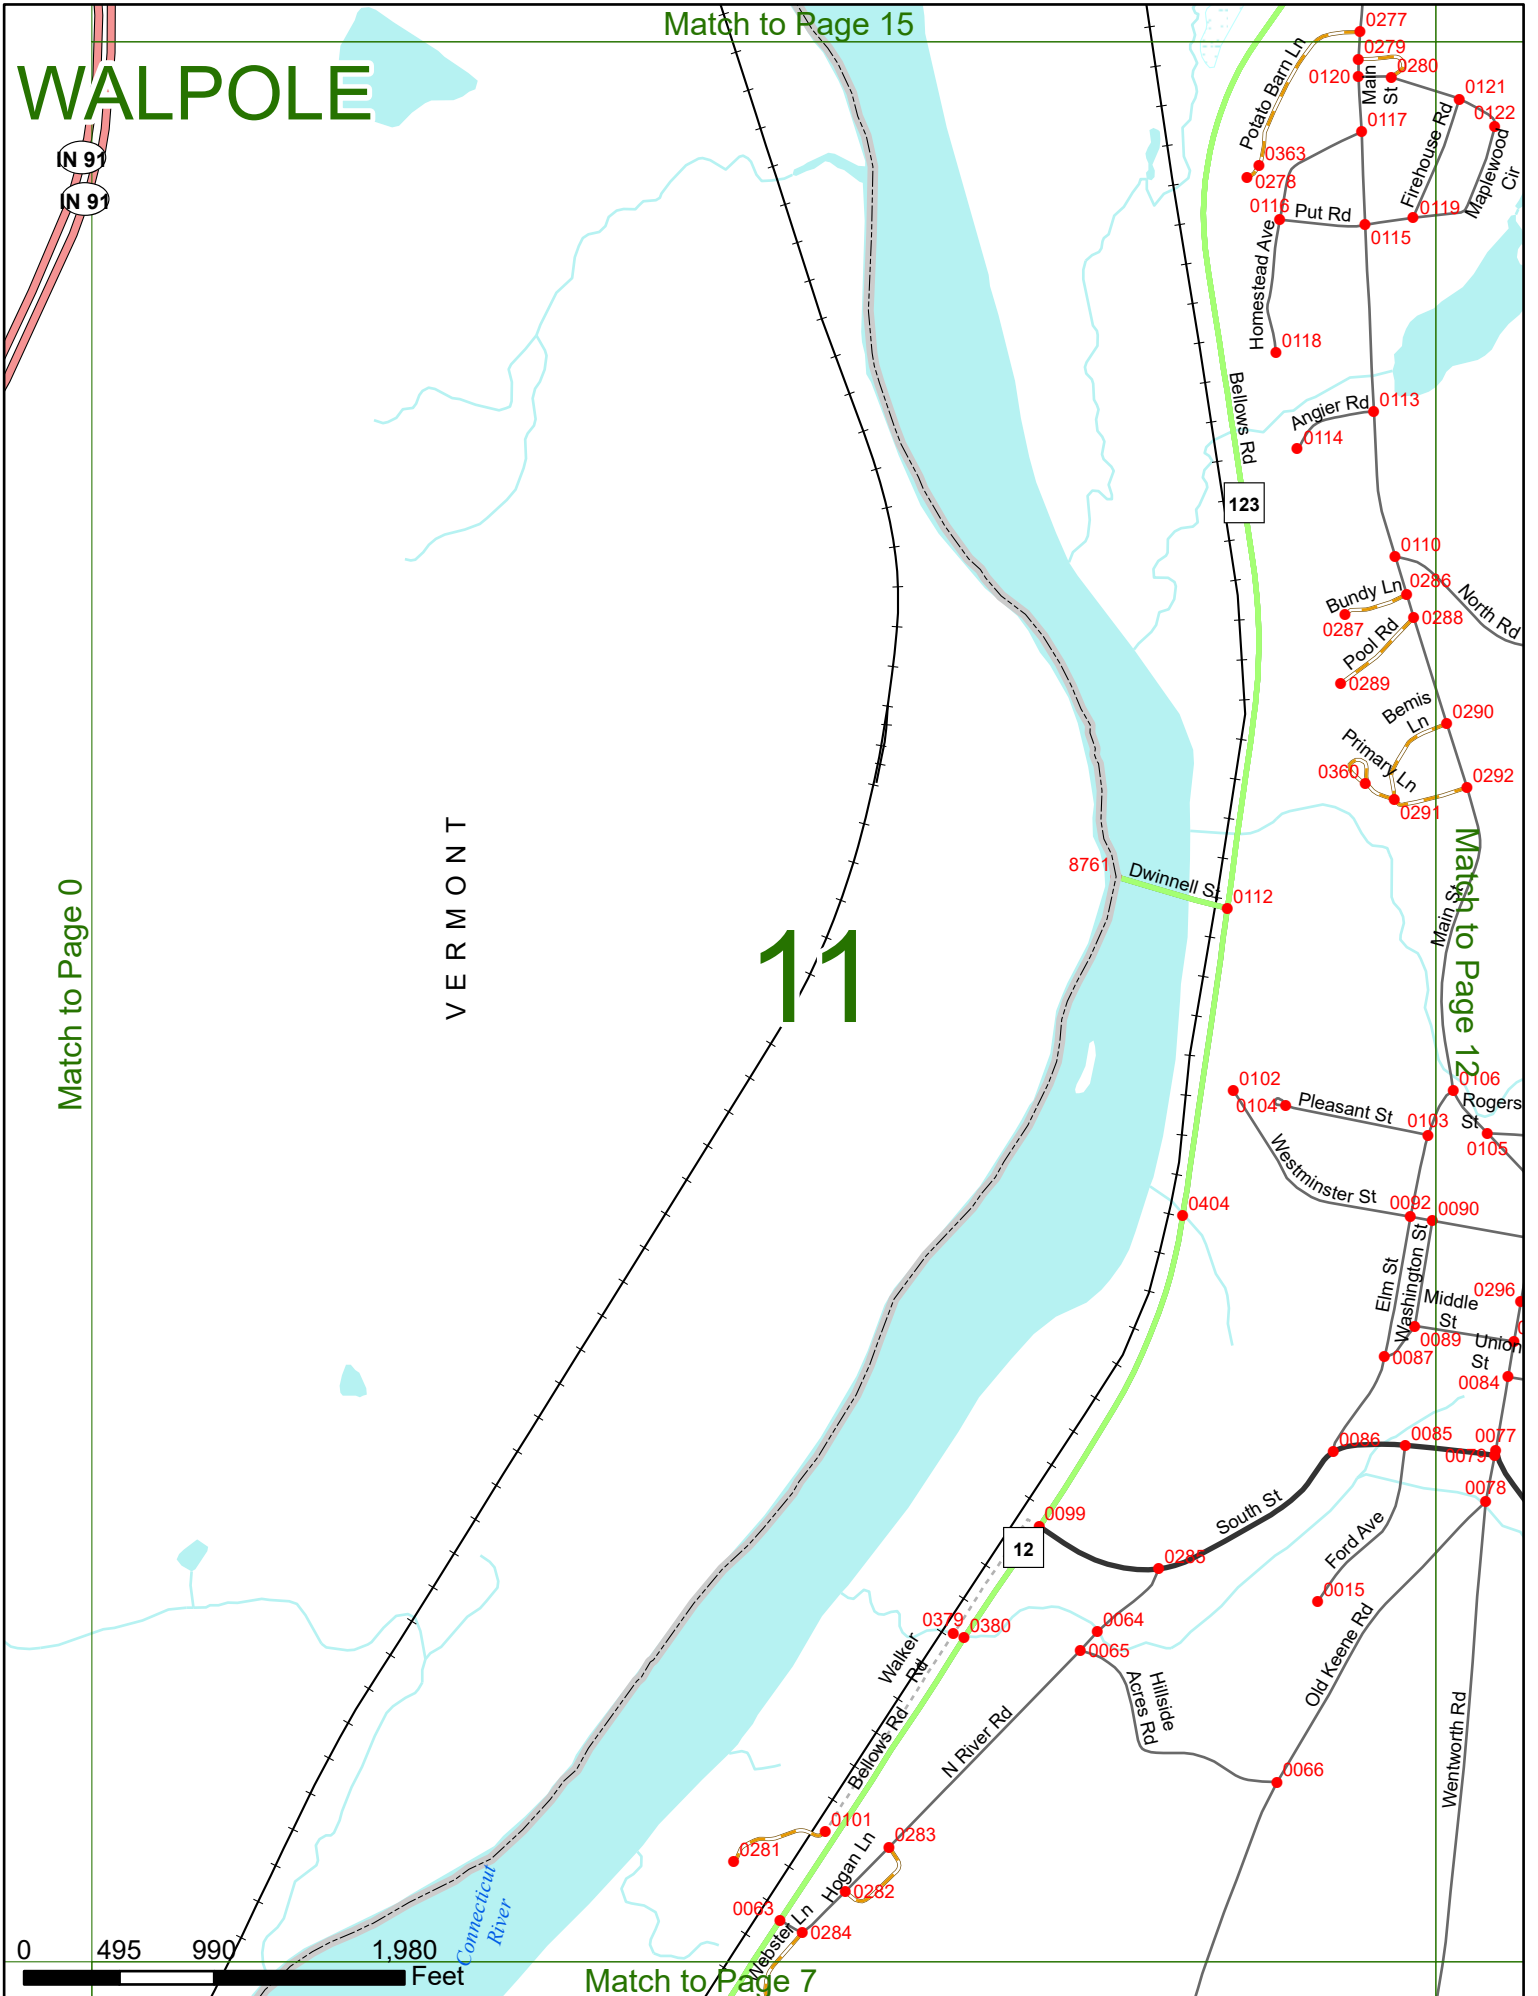 Match to Page 15
WALPOLE
IN 91
IN 91
0277
0279
0280
0120
Main
St
0121
0122
0117
Potato Barn Ln
Firehouse Rd
Maplewood
Cir
0363
0278
0116
Put Rd
0119
0115
Homestead Ave
0118
Bellows Rd
Angier Rd
0113
0114
123
0110
0286
Bundy Ln
0287
0288
North Rd
Pool Rd
0289
Bemis
Ln
0290
Primary Ln
0360
0292
0291
Match to Page 12
VERMONT
8761
Dwinnell St
0112
Main St
Match to Page 0
11
0102
0106
0104
Pleasant St
Rogers
St
0103
0105
Westminster St
0404
0092
0090
Elm St
Washington St
0296
Middle
St
0089
Union
St
0087
0084
0086
0085
0077
0079
0078
South St
0099
12
0285
Ford Ave
0015
0379
0380
0064
0065
Walker
Rd
Hillside
Acres Rd
Old Keene Rd
Bellows Rd
N River Rd
Wentworth Rd
0066
0101
0281
0283
Hogan Ln
0282
0063
0284
Webster Ln
Connecticut
River
0 495 990 1,980
Feet
Match to Page 7